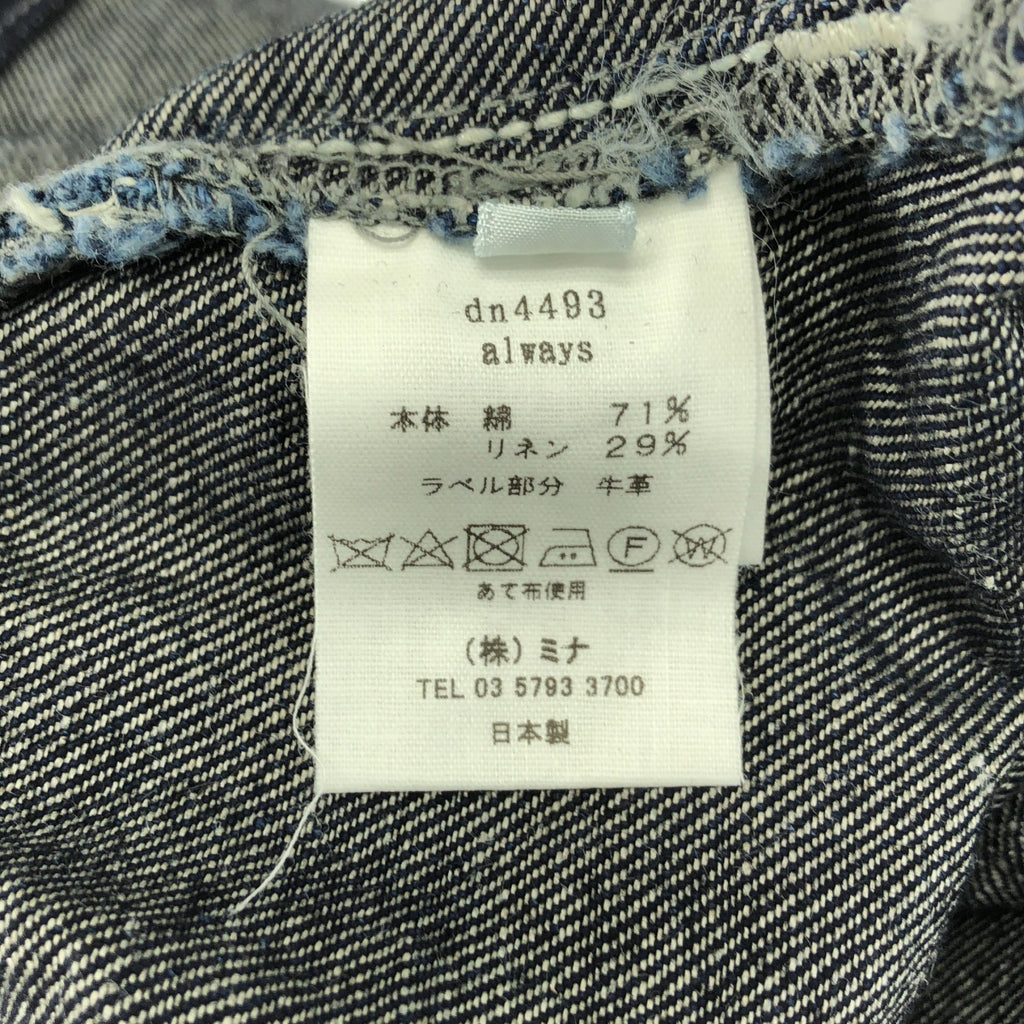 dn4493
always
本体 綿 71%
リネン 29%
ラベル部分 牛革
F W
あて布使用
(株)ミナ
TEL 03 5793 3700
日本製